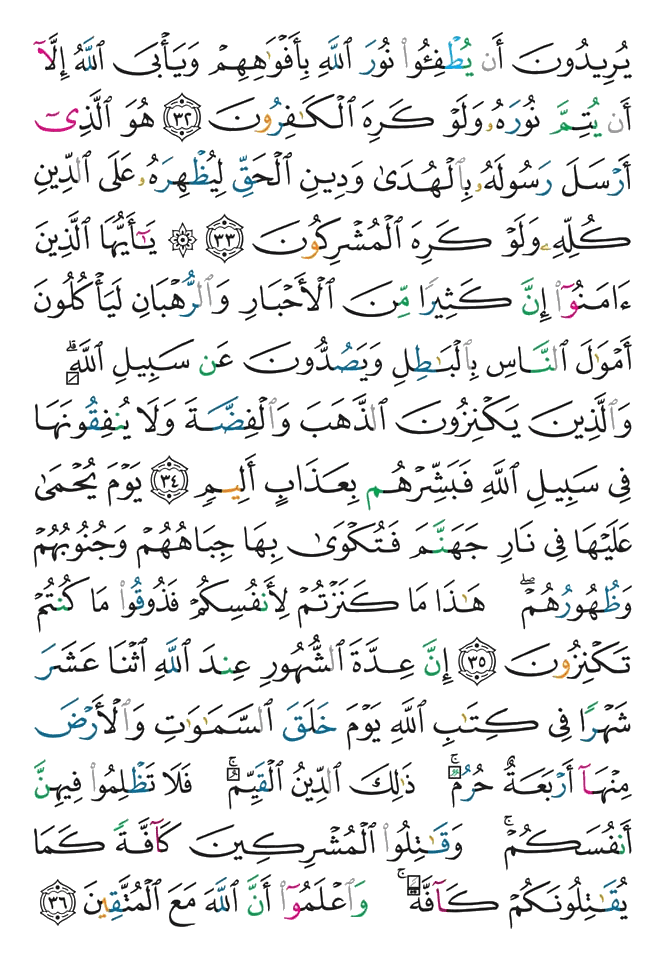 يُرِيدُونَ أَن يُطْفِـُٔوا۟ نُورَ ٱللَّهِ بِأَفْوَٰهِهِمْ وَيَأْبَى ٱللَّهُ إِلَّآ
أَن يُتِمَّ نُورَهُۥ وَلَوْ كَرِهَ ٱلْكَـٰفِرُونَ ٣٢ هُوَ ٱلَّذِىٓ
أَرْسَلَ رَسُولَهُۥ بِٱلْهُدَىٰ وَدِينِ ٱلْحَقِّ لِيُظْهِرَهُۥ عَلَى ٱلدِّينِ
كُلِّهِۦ وَلَوْ كَرِهَ ٱلْمُشْرِكُونَ ٣٣ ۞ يَـٰٓأَيُّهَا ٱلَّذِينَ
ءَامَنُوٓا۟ إِنَّ كَثِيرًا مِّنَ ٱلْأَحْبَارِ وَٱلرُّهْبَانِ لَيَأْكُلُونَ
أَمْوَٰلَ ٱلنَّاسِ بِٱلْبَـٰطِلِ وَيَصُدُّونَ عَن سَبِيلِ ٱللَّهِ ۗ
وَٱلَّذِينَ يَكْنِزُونَ ٱلذَّهَبَ وَٱلْفِضَّةَ وَلَا يُنفِقُونَهَا
فِى سَبِيلِ ٱللَّهِ فَبَشِّرْهُم بِعَذَابٍ أَلِيمٍ ٣٤ يَوْمَ يُحْمَىٰ
عَلَيْهَا فِى نَارِ جَهَنَّمَ فَتُكْوَىٰ بِهَا جِبَاهُهُمْ وَجُنُوبُهُمْ
وَظُهُورُهُمْ ۖ هَـٰذَا مَا كَنَزْتُمْ لِأَنفُسِكُمْ فَذُوقُوا۟ مَا كُنتُمْ
تَكْنِزُونَ ٣٥ إِنَّ عِدَّةَ ٱلشُّهُورِ عِندَ ٱللَّهِ ٱثْنَا عَشَرَ
شَهْرًا فِى كِتَـٰبِ ٱللَّهِ يَوْمَ خَلَقَ ٱلسَّمَـٰوَٰتِ وَٱلْأَرْضَ
مِنْهَآ أَرْبَعَةٌ حُرُمٌ ۚ ذَٰلِكَ ٱلدِّينُ ٱلْقَيِّمُ ۚ فَلَا تَظْلِمُوا۟ فِيهِنَّ
أَنفُسَكُمْ ۚ وَقَـٰتِلُوا۟ ٱلْمُشْرِكِينَ كَآفَّةً كَمَا
يُقَـٰتِلُونَكُمْ كَآفَّةً ۚ وَٱعْلَمُوٓا۟ أَنَّ ٱللَّهَ مَعَ ٱلْمُتَّقِينَ ٣٦